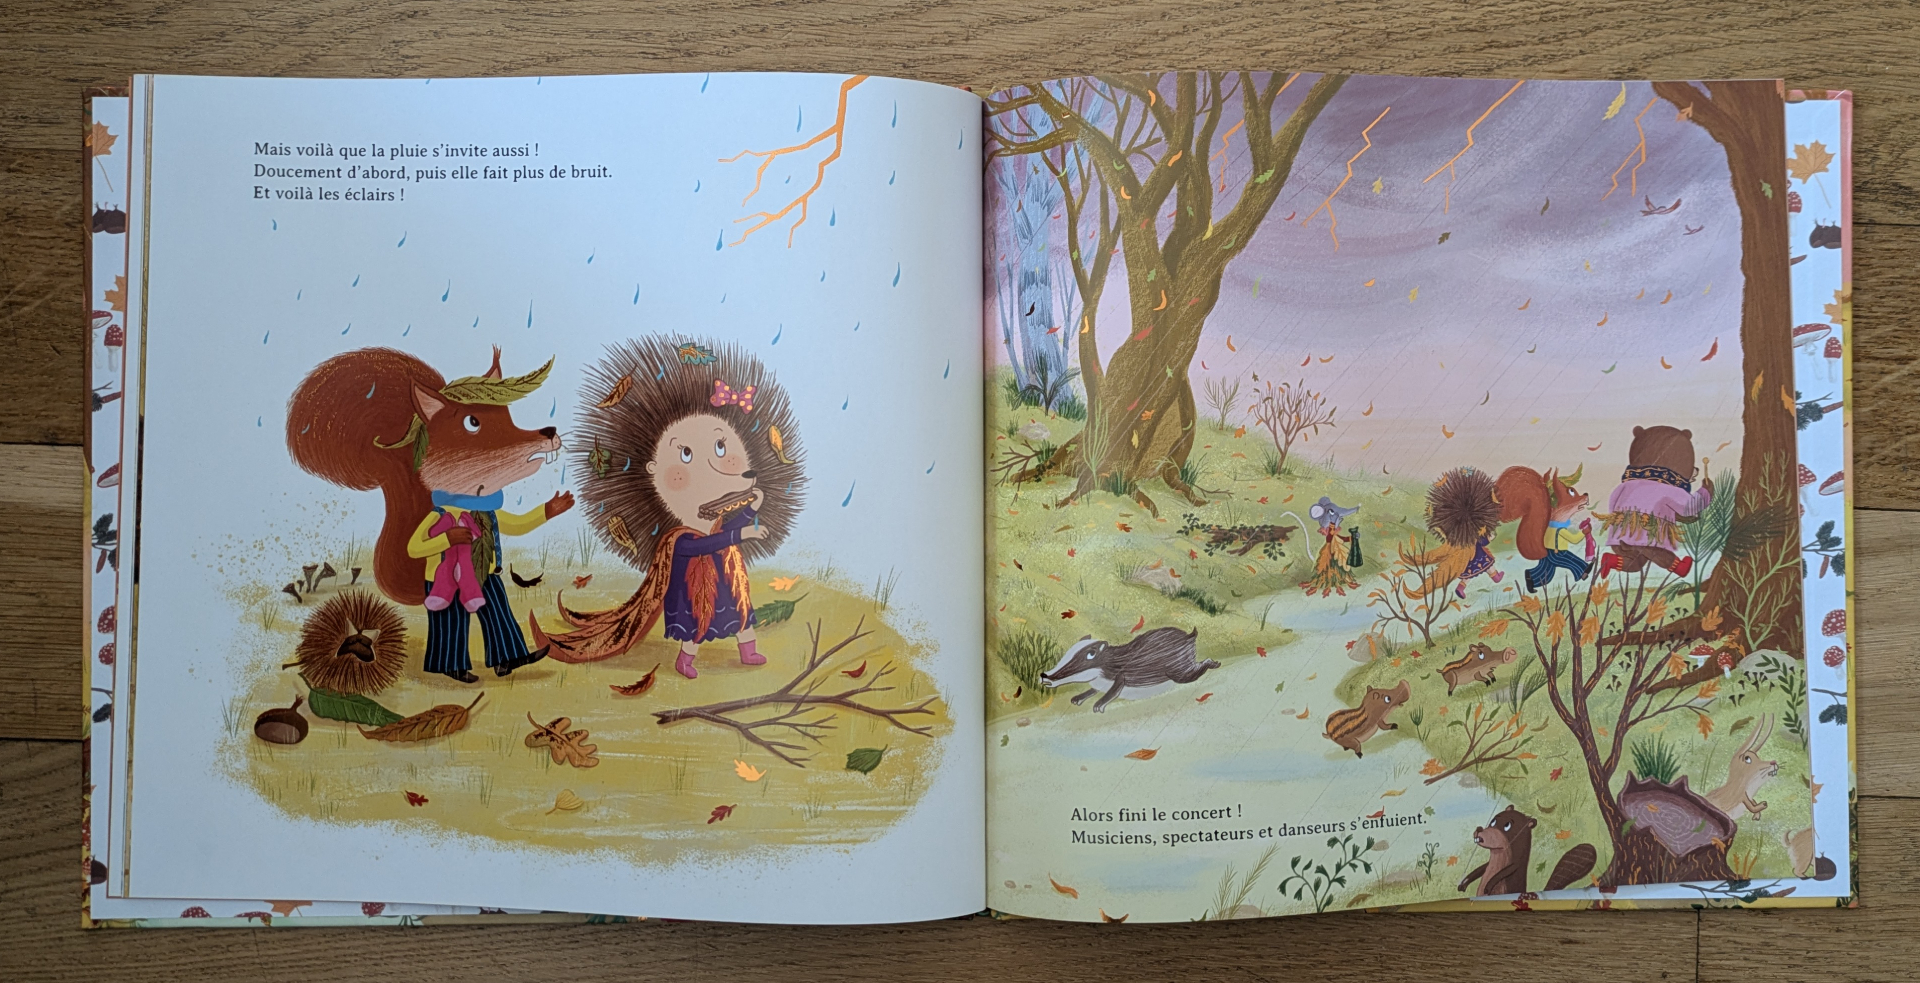 Mais voilà que la pluie s'invite aussi !
Doucement d'abord, puis elle fait plus de bruit.
Et voilà les éclairs !
Alors fini le concert !
Musiciens, spectateurs et danseurs s'enfuient.